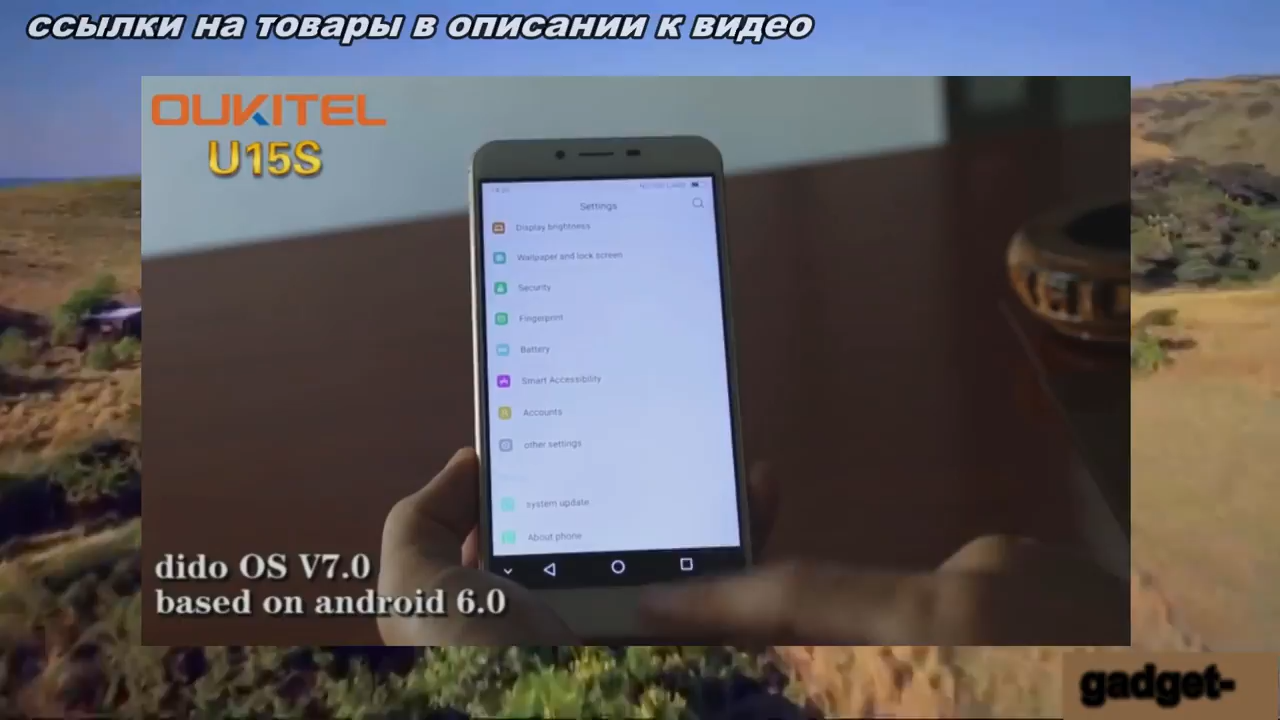 ссылки на товары в описании к видео
OUKITEL
U15S
Settings
Display brightness
Wallpaper and lock screen
Security
Fingerprint
Battery
Smart Accessibility
Accounts
other settings
system update
About phone
dido OS V7.0
based on android 6.0
gadget-